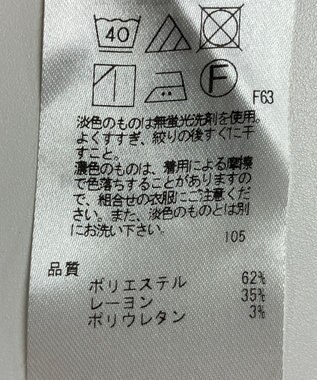 40
F
F63
淡色のものは無蛍光洗剤を使用。
よくすすぎ、絞りの後すぐに干
すこと。
濃色のものは、着用による摩擦
で色落ちすることがありますの
で、組合せの衣服にご注意くだ
さい。また、淡色のものとは別
にお洗い下さい。
105
品質
ポリエステル 62%
レーヨン 35%
ポリウレタン 3%